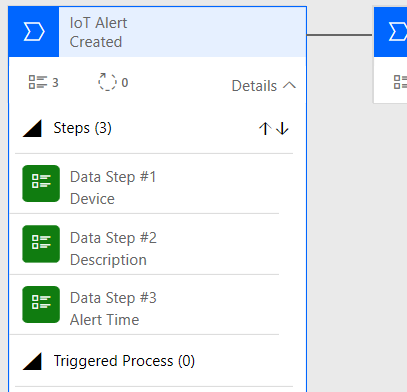 IoT Alert
Created
3
0
Details
Steps (3)
Data Step #1
Device
Data Step #2
Description
Data Step #3
Alert Time
Triggered Process (0)